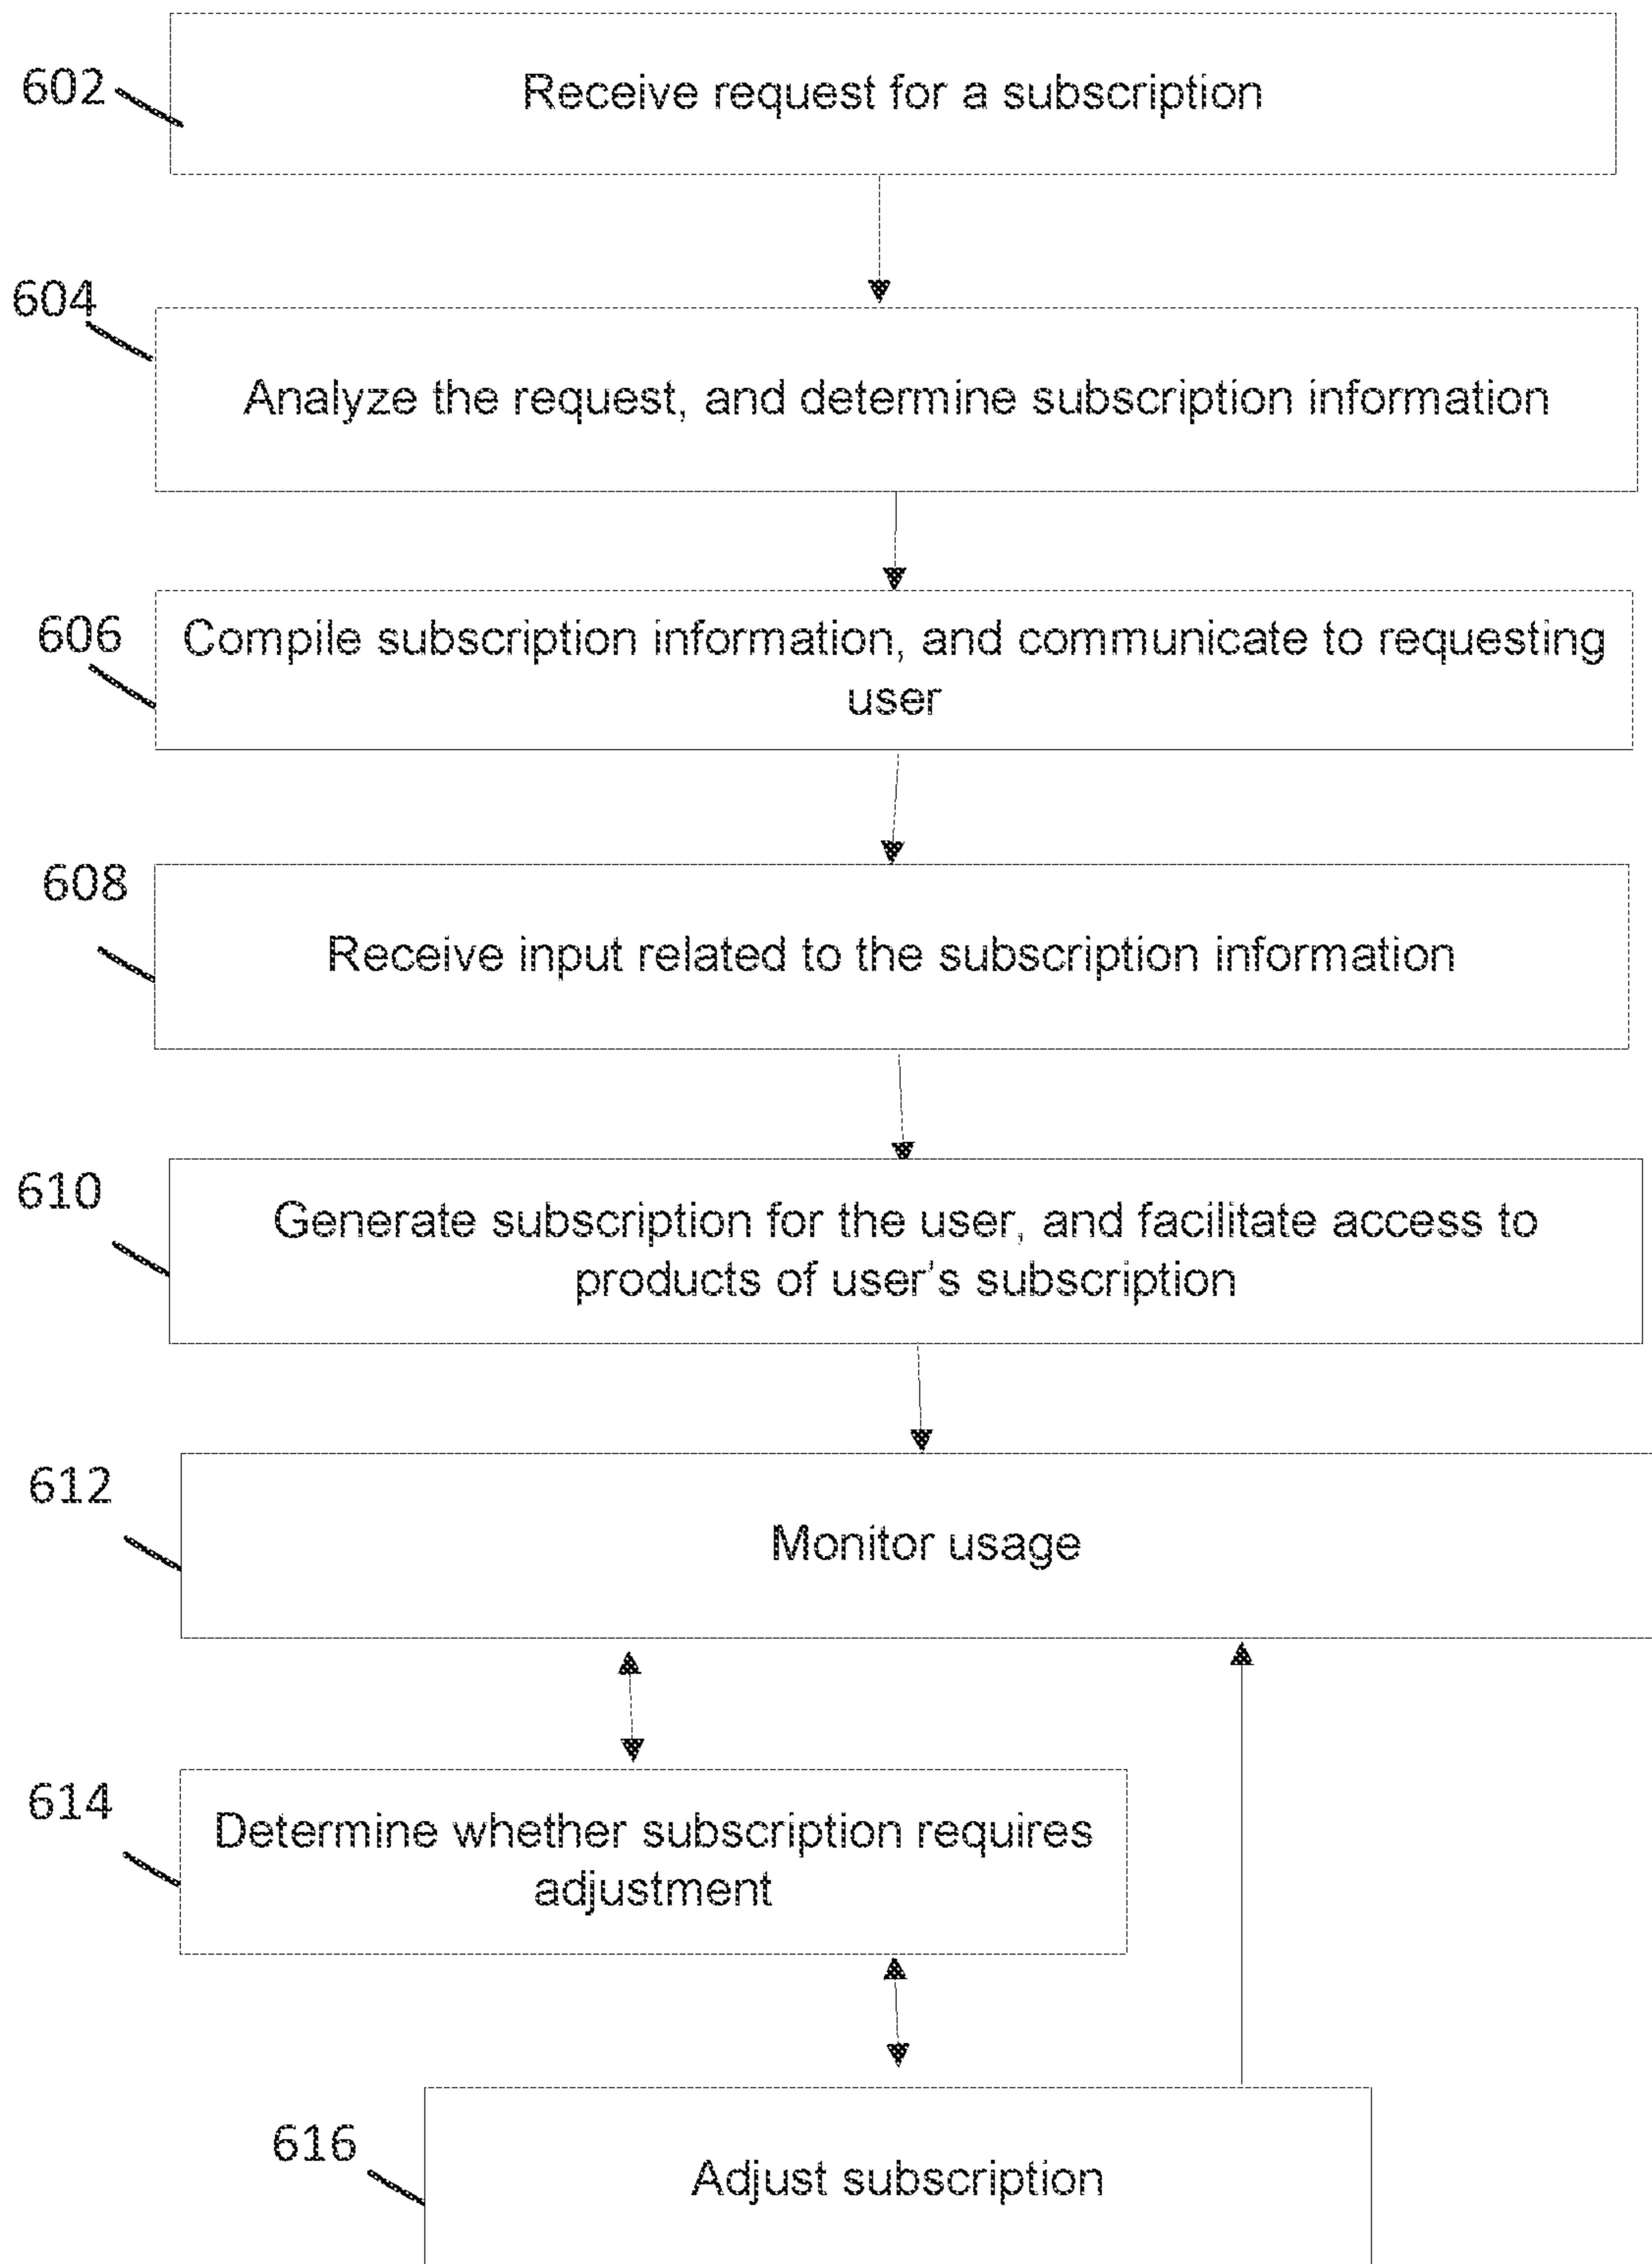 602
Receive request for a subscription
604
Analyze the request, and determine subscription information
606
Compile subscription information, and communicate to requesting
user
608
Receive input related to the subscription information
610
Generate subscription for the user, and facilitate access to
products of user's subscription
612
Monitor usage
614
Determine whether subscription requires
adjustment
616
Adjust subscription